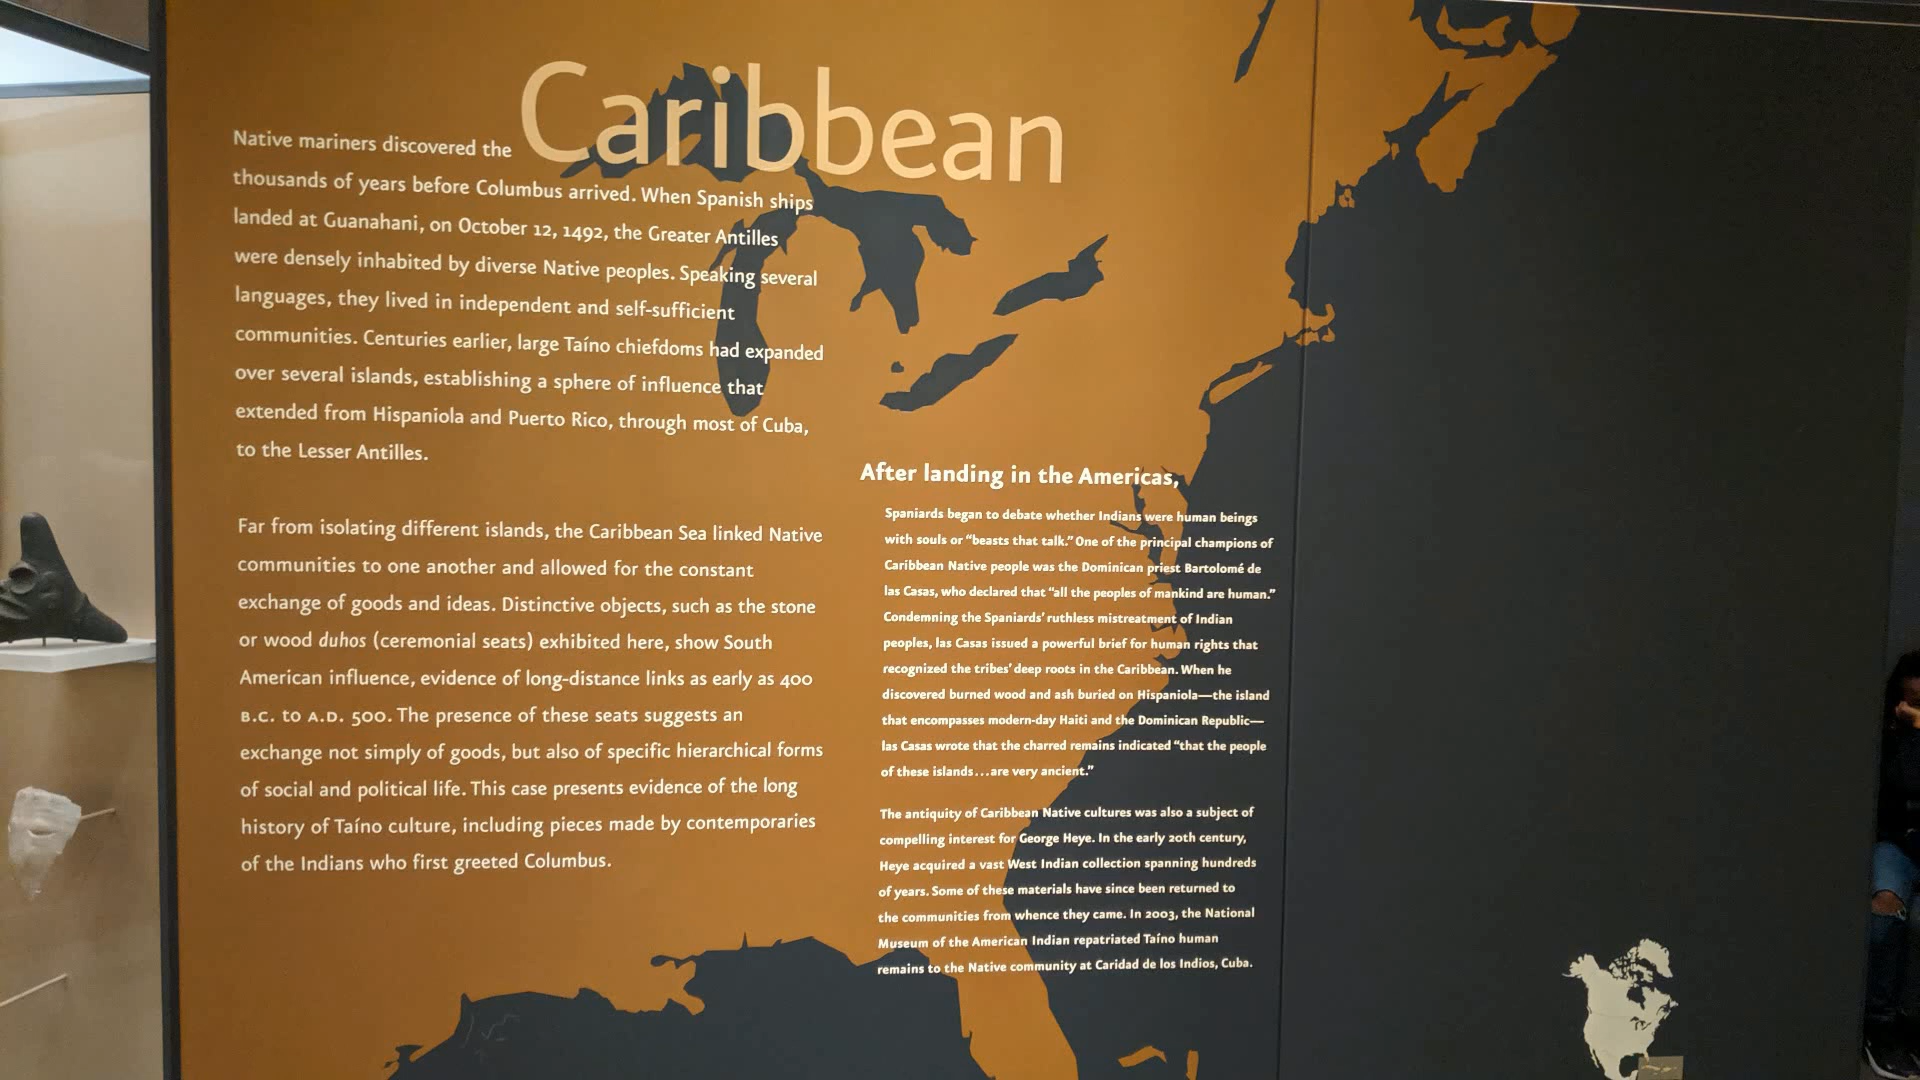 Native mariners discovered the Caribbean
thousands of years before Columbus arrived. When Spanish ships
landed at Guanahani, on October 12, 1492, the Greater Antilles
were densely inhabited by diverse Native peoples. Speaking several
languages, they lived in independent and self-sufficient
communities. Centuries earlier, large Taíno chiefdoms had expanded
over several islands, establishing a sphere of influence that
extended from Hispaniola and Puerto Rico, through most of Cuba,
to the Lesser Antilles.
Far from isolating different islands, the Caribbean Sea linked Native
communities to one another and allowed for the constant
exchange of goods and ideas. Distinctive objects, such as the stone
or wood duhos (ceremonial seats) exhibited here, show South
American influence, evidence of long-distance links as early as 400
B.C. to A.D. 500. The presence of these seats suggests an
exchange not simply of goods, but also of specific hierarchical forms
of social and political life. This case presents evidence of the long
history of Taíno culture, including pieces made by contemporaries
of the Indians who first greeted Columbus.
After landing in the Americas,
Spaniards began to debate whether Indians were human beings
with souls or “beasts that talk.” One of the principal champions of
Caribbean Native people was the Dominican priest Bartolomé de
las Casas, who declared that “all the peoples of mankind are human.”
Condemning the Spaniards’ ruthless mistreatment of Indian
peoples, las Casas issued a powerful brief for human rights that
recognized the tribes’ deep roots in the Caribbean. When he
discovered burned wood and ash buried on Hispaniola—the island
that encompasses modern-day Haiti and the Dominican Republic—
las Casas wrote that the charred remains indicated “that the people
of these islands...are very ancient.”
The antiquity of Caribbean Native cultures was also a subject of
compelling interest for George Heye. In the early 20th century,
Heye acquired a vast West Indian collection spanning hundreds
of years. Some of these materials have since been returned to
the communities from whence they came. In 2003, the National
Museum of the American Indian repatriated Taíno human
remains to the Native community at Caridad de los Indios, Cuba.